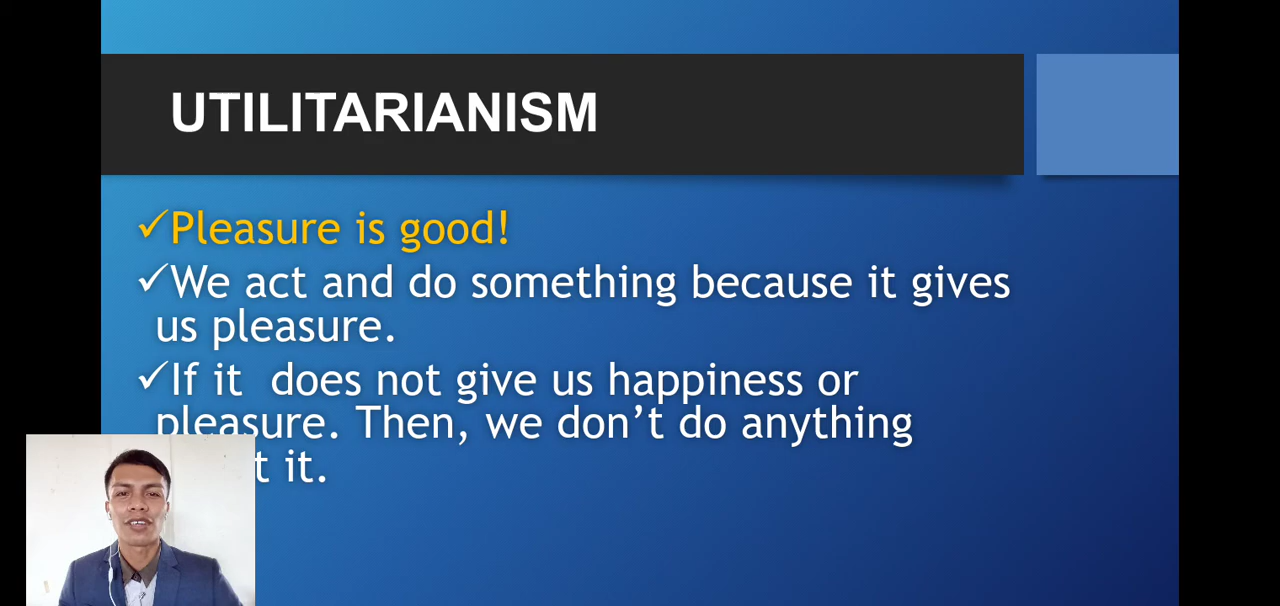 UTILITARIANISM
✓Pleasure is good!
✓We act and do something because it gives
us pleasure.
✓If it does not give us happiness or
pleasure. Then, we don’t do anything
it.